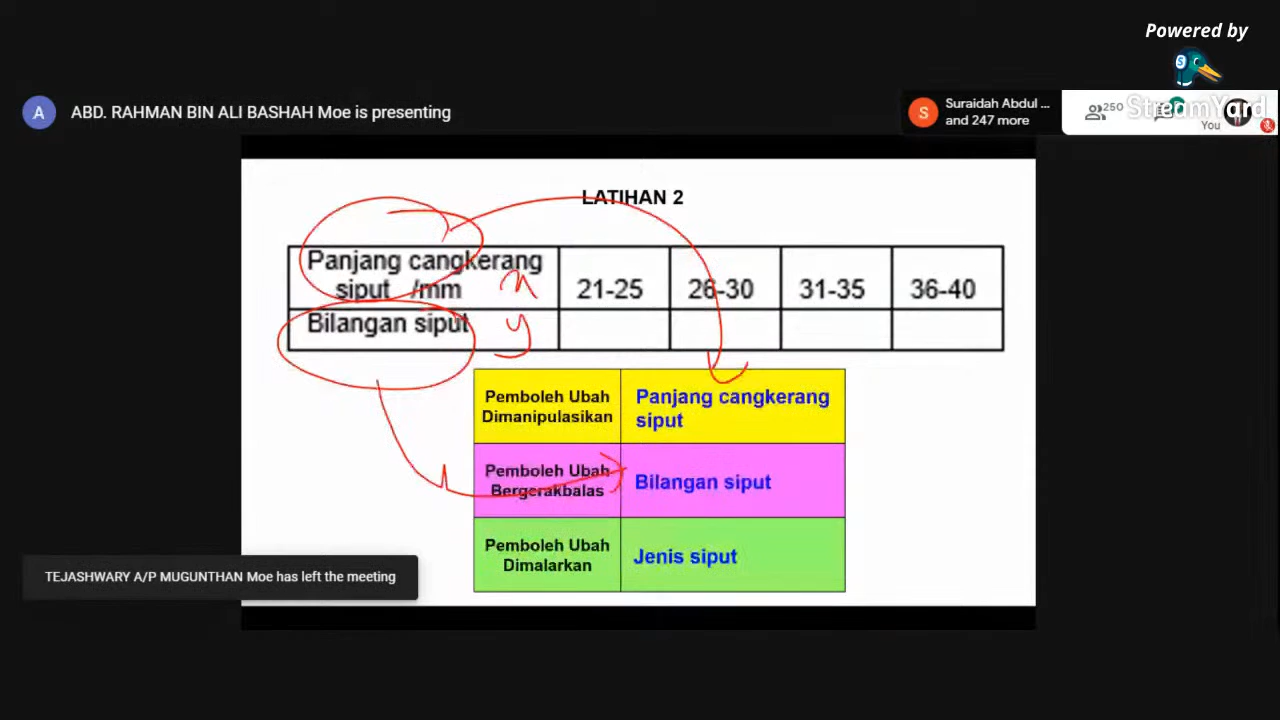 Powered by
S
StreamYard
A
ABD. RAHMAN BIN ALI BASHAH Moe is presenting
S
Suraidah Abdul ...
and 247 more
250
You
LATIHAN 2
Panjang cangkerang
siput /mm
x
21-25
26-30
31-35
36-40
Bilangan siput
y
Pemboleh Ubah
Dimanipulasikan
Panjang cangkerang
siput
Pemboleh Ubah
Bergerakbalas
Bilangan siput
Pemboleh Ubah
Dimalarkan
Jenis siput
TEJASHWARY A/P MUGUNTHAN Moe has left the meeting